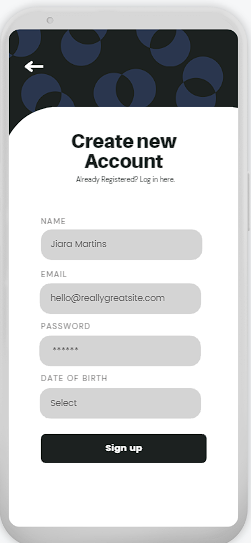 Create new
Account
Already Registered? Log in here.
NAME
Jiara Martins
EMAIL
hello@reallygreatsite.com
PASSWORD
******
DATE OF BIRTH
Select
Sign up